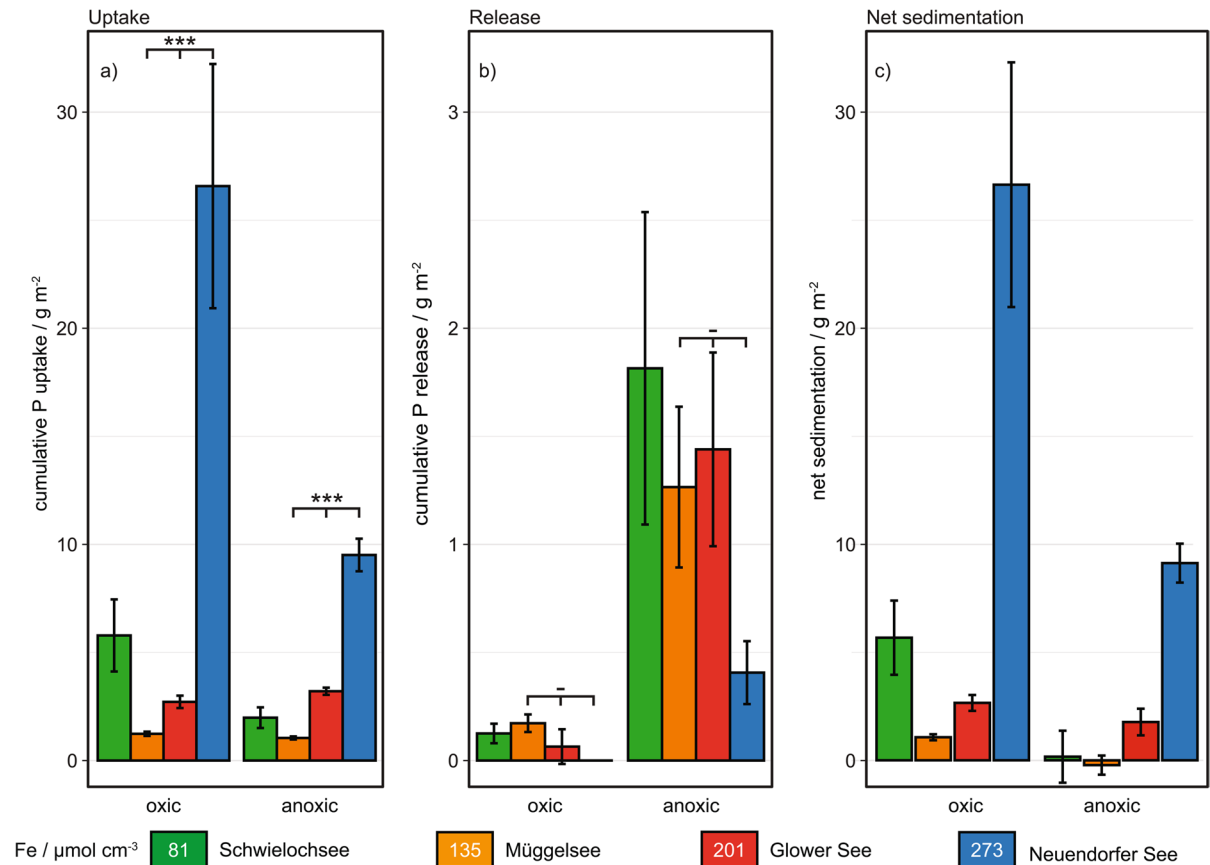 Uptake
Release
Net sedimentation
a)
***
***
30
20
10
0
cumulative P uptake / g m⁻²
oxic
anoxic
b)
-
-
3
2
1
0
cumulative P release / g m⁻²
oxic
anoxic
c)
30
20
10
0
net sedimentation / g m⁻²
oxic
anoxic
Fe / μmol cm⁻³ 81 Schwielochsee 135 Müggelsee 201 Glower See 273 Neuendorfer See